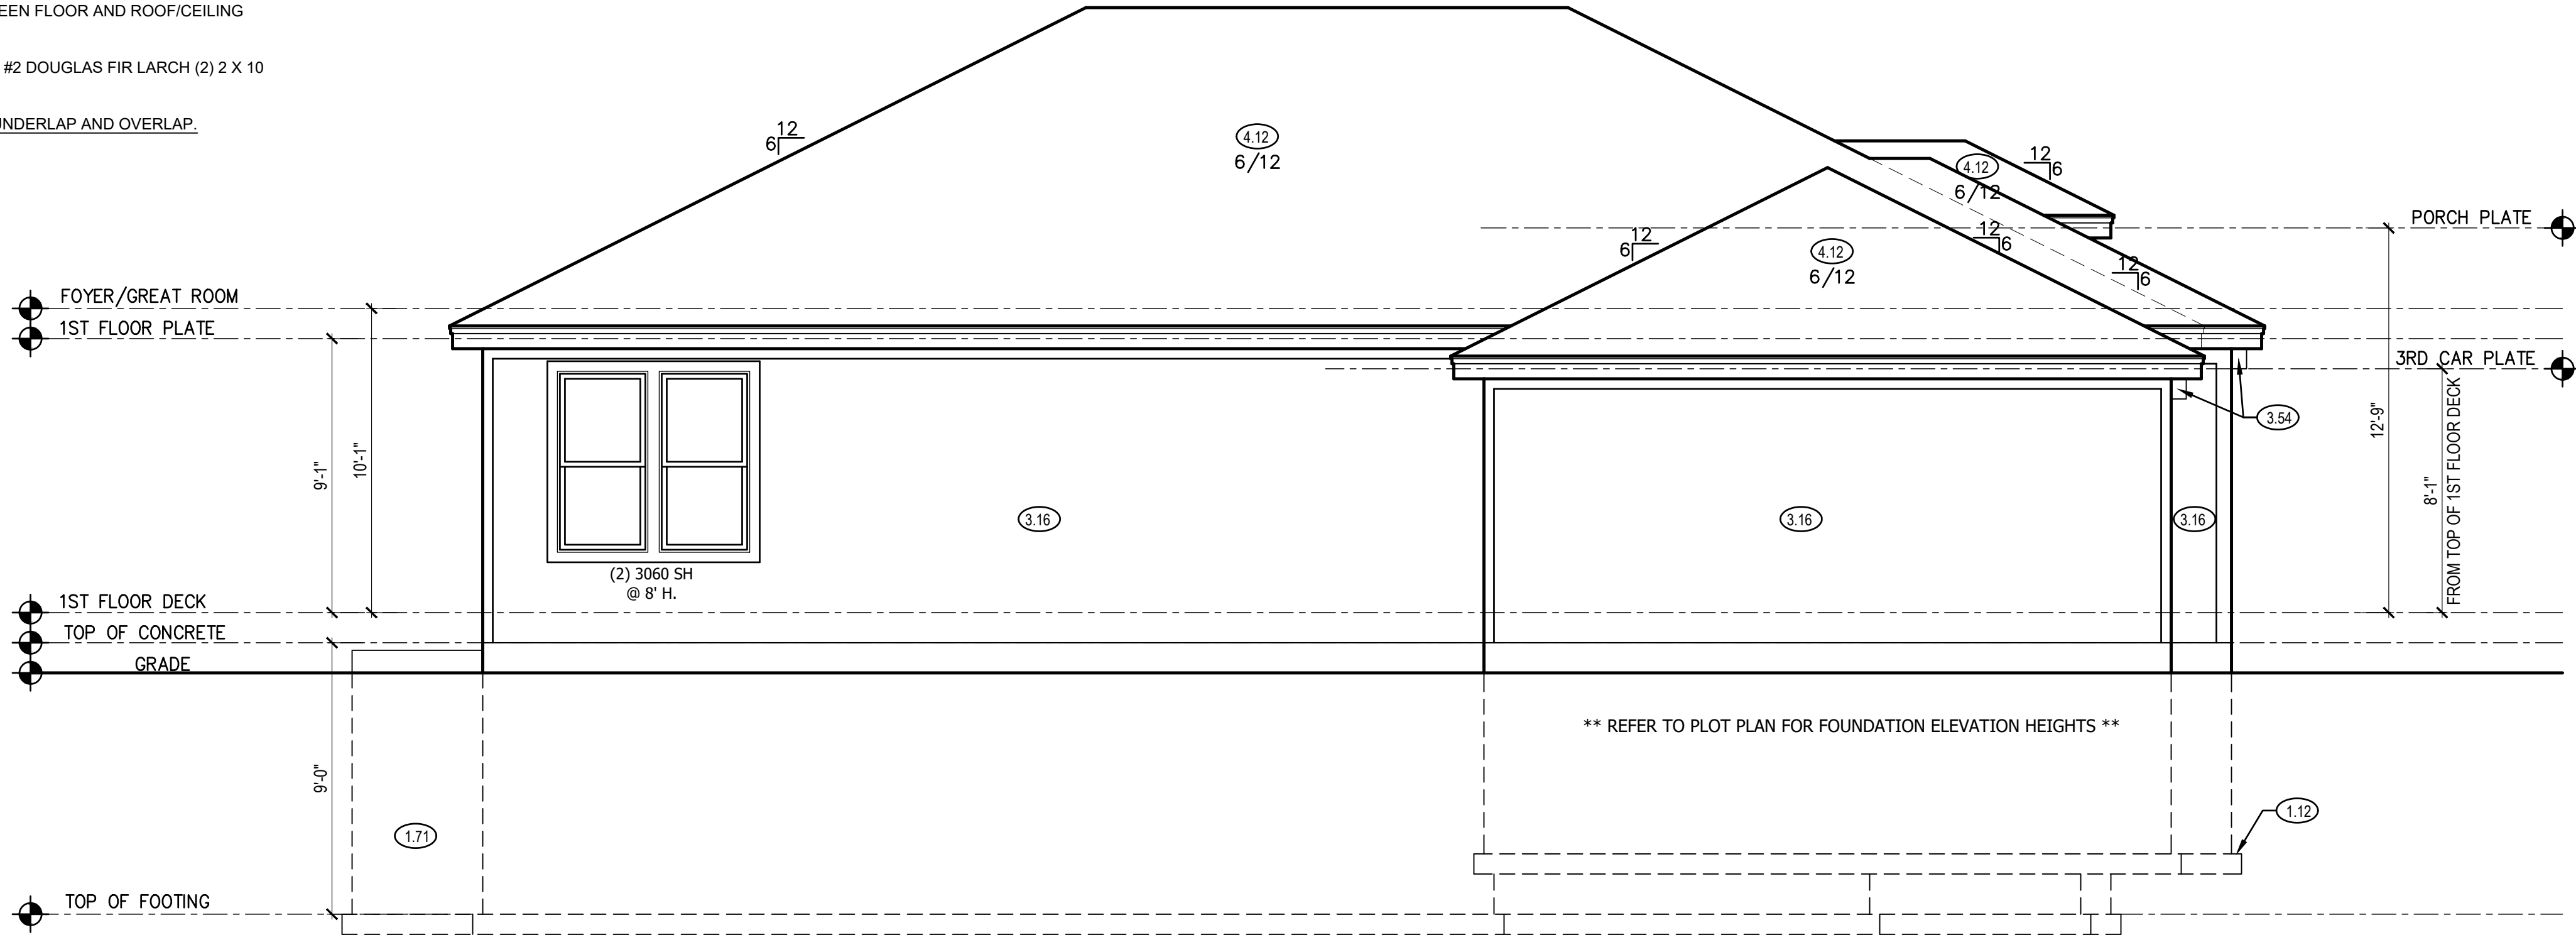 EEN FLOOR AND ROOF/CEILING
#2 DOUGLAS FIR LARCH (2) 2 X 10
UNDERLAP AND OVERLAP.
12
6
4.12
6/12
12
6
4.12
6/12
12
6
4.12
6/12
12
6
12
6
PORCH PLATE
FOYER/GREAT ROOM
1ST FLOOR PLATE
3RD CAR PLATE
3.54
9'-1"
10'-1"
12'-9"
8'-1"
FROM TOP OF 1ST FLOOR DECK
3.16
3.16
3.16
(2) 3060 SH
@ 8' H.
1ST FLOOR DECK
TOP OF CONCRETE
GRADE
** REFER TO PLOT PLAN FOR FOUNDATION ELEVATION HEIGHTS **
9'-0"
1.71
1.12
TOP OF FOOTING